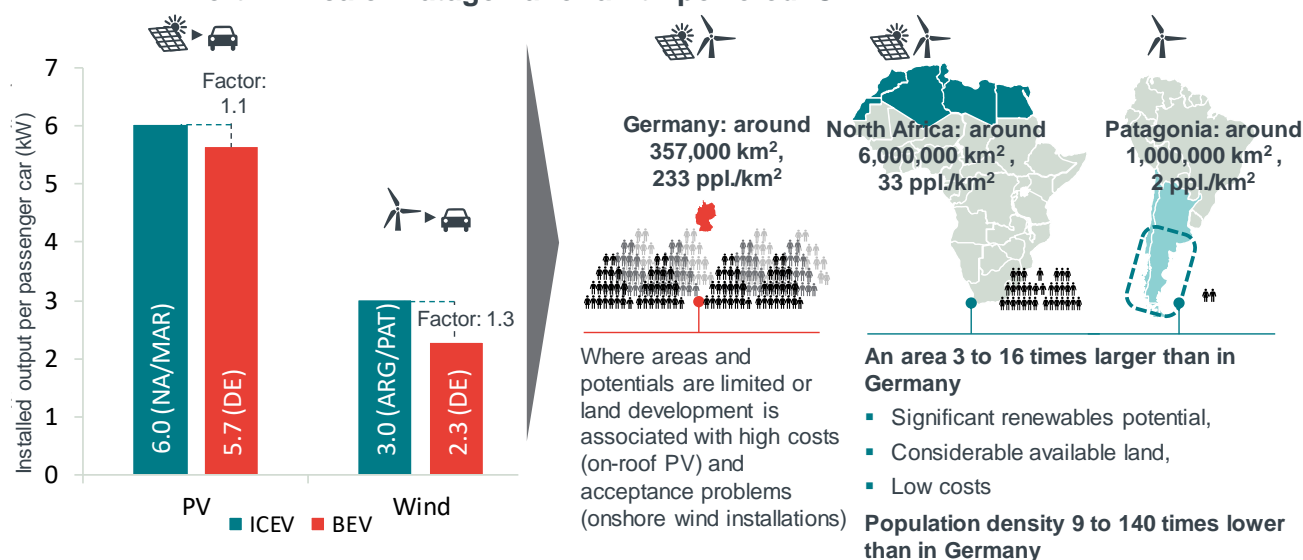 7
6
5
4
3
2
1
0
Installed output per passenger car (kW)
Factor:
1.1
6.0 (NA/MAR)
5.7 (DE)
Factor: 1.3
3.0 (ARG/PAT)
2.3 (DE)
PV
Wind
ICEV
BEV
Germany: around
357,000 km²,
233 ppl./km²
Where areas and
potentials are limited or
land development is
associated with high costs
(on-roof PV) and
acceptance problems
(onshore wind installations)
North Africa: around
6,000,000 km² ,
33 ppl./km²
Patagonia: around
1,000,000 km² ,
2 ppl./km²
An area 3 to 16 times larger than in
Germany
▪ Significant renewables potential,
▪ Considerable available land,
▪ Low costs
Population density 9 to 140 times lower
than in Germany